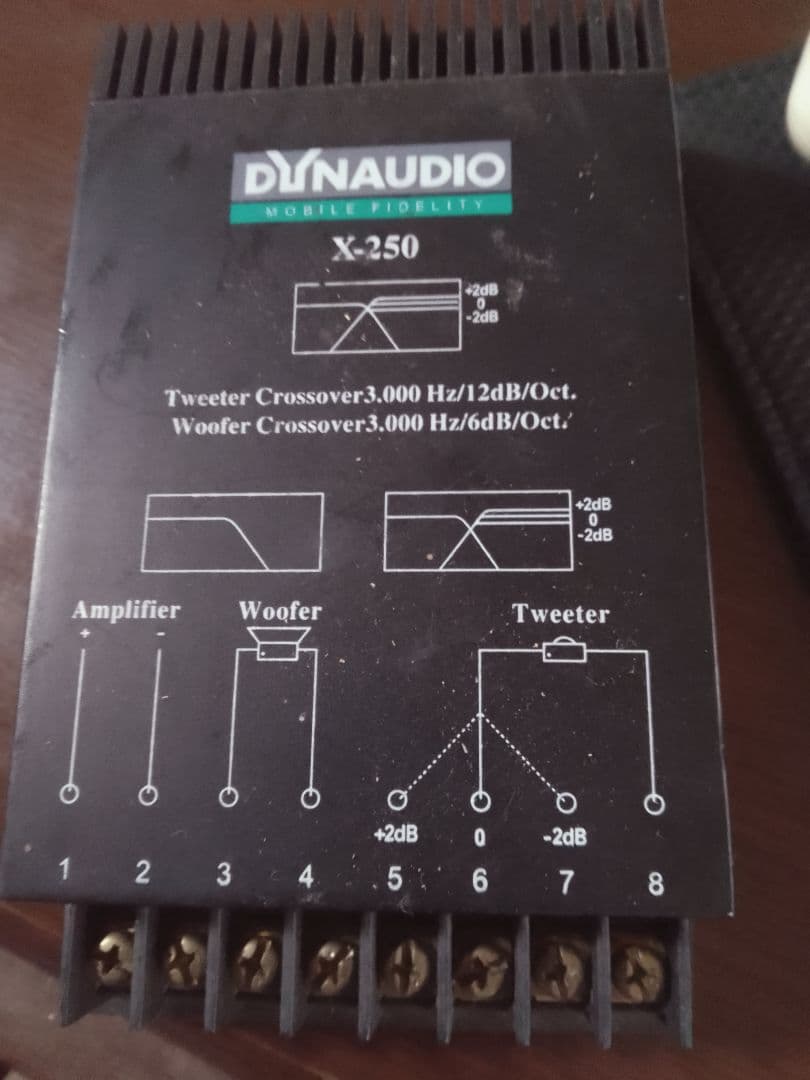 DYNAUDIO
MOBILE FIDELITY
X-250
+2dB
0
-2dB
Tweeter Crossover3.000 Hz/12dB/Oct.
Woofer Crossover3.000 Hz/6dB/Oct.
+2dB
0
-2dB
Amplifier Woofer Tweeter
+ -
+2dB 0 -2dB
1 2 3 4 5 6 7 8